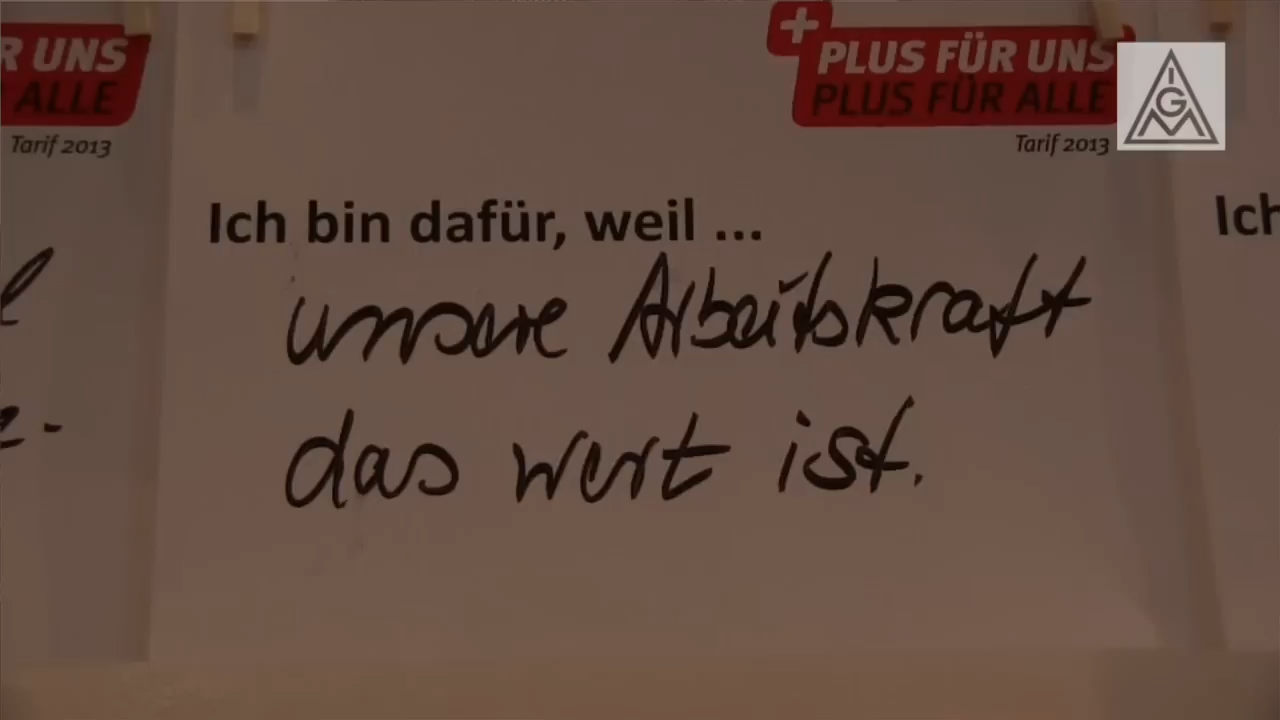 R UNS
ALLE
Tarif 2013
PLUS FÜR UNS
PLUS FÜR ALLE
Tarif 2013
IGM
Ich bin dafür, weil ...
unsere Arbeitskraft
das wert ist.
Ich